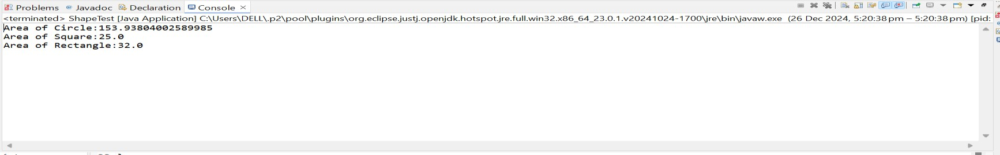 Problems @ Javadoc Declaration Console ×
<terminated> ShapeTest [Java Application] C:\Users\DELL\.p2\pool\plugins\org.eclipse.justj.openjdk.hotspot.jre.full.win32.x86_64_23.0.1.v20241024-1700\jre\bin\javaw.exe (26 Dec 2024, 5:20:38 pm – 5:20:38 pm) [pid:
Area of Circle:153.93804002589985
Area of Square:25.0
Area of Rectangle:32.0